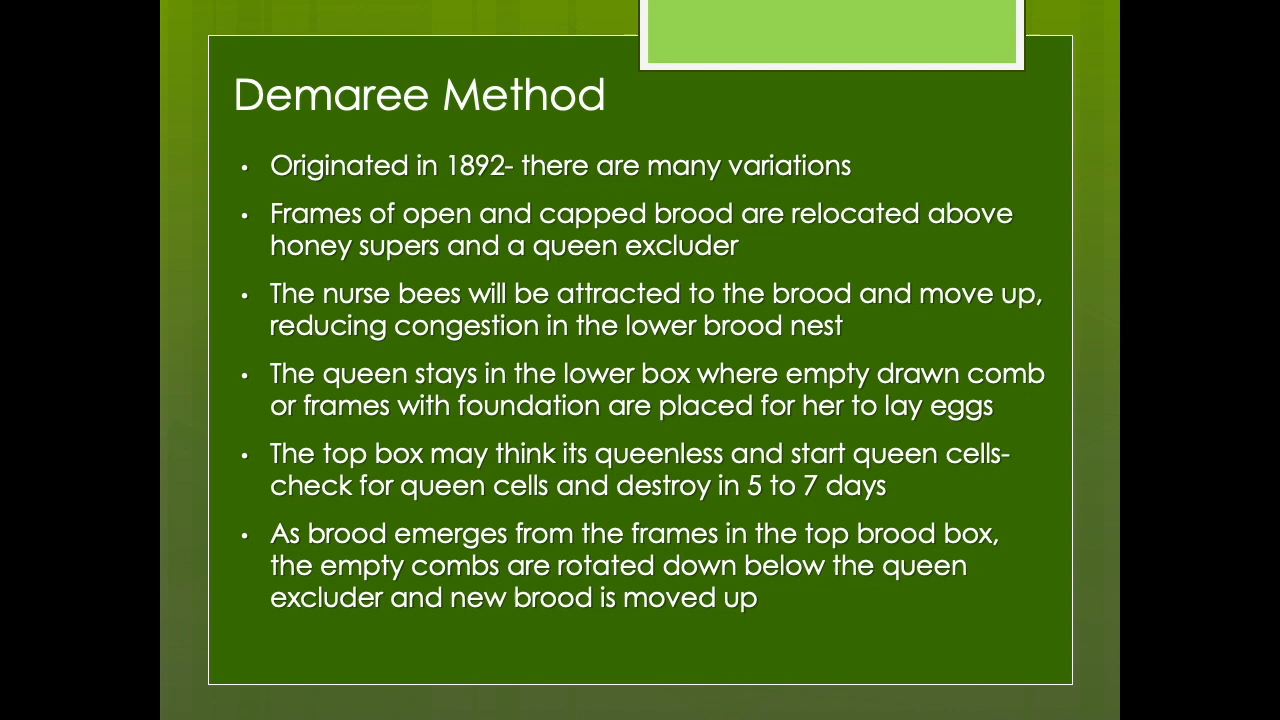 Demaree Method
• Originated in 1892- there are many variations
• Frames of open and capped brood are relocated above
honey supers and a queen excluder
• The nurse bees will be attracted to the brood and move up,
reducing congestion in the lower brood nest
• The queen stays in the lower box where empty drawn comb
or frames with foundation are placed for her to lay eggs
• The top box may think its queenless and start queen cells-
check for queen cells and destroy in 5 to 7 days
• As brood emerges from the frames in the top brood box,
the empty combs are rotated down below the queen
excluder and new brood is moved up